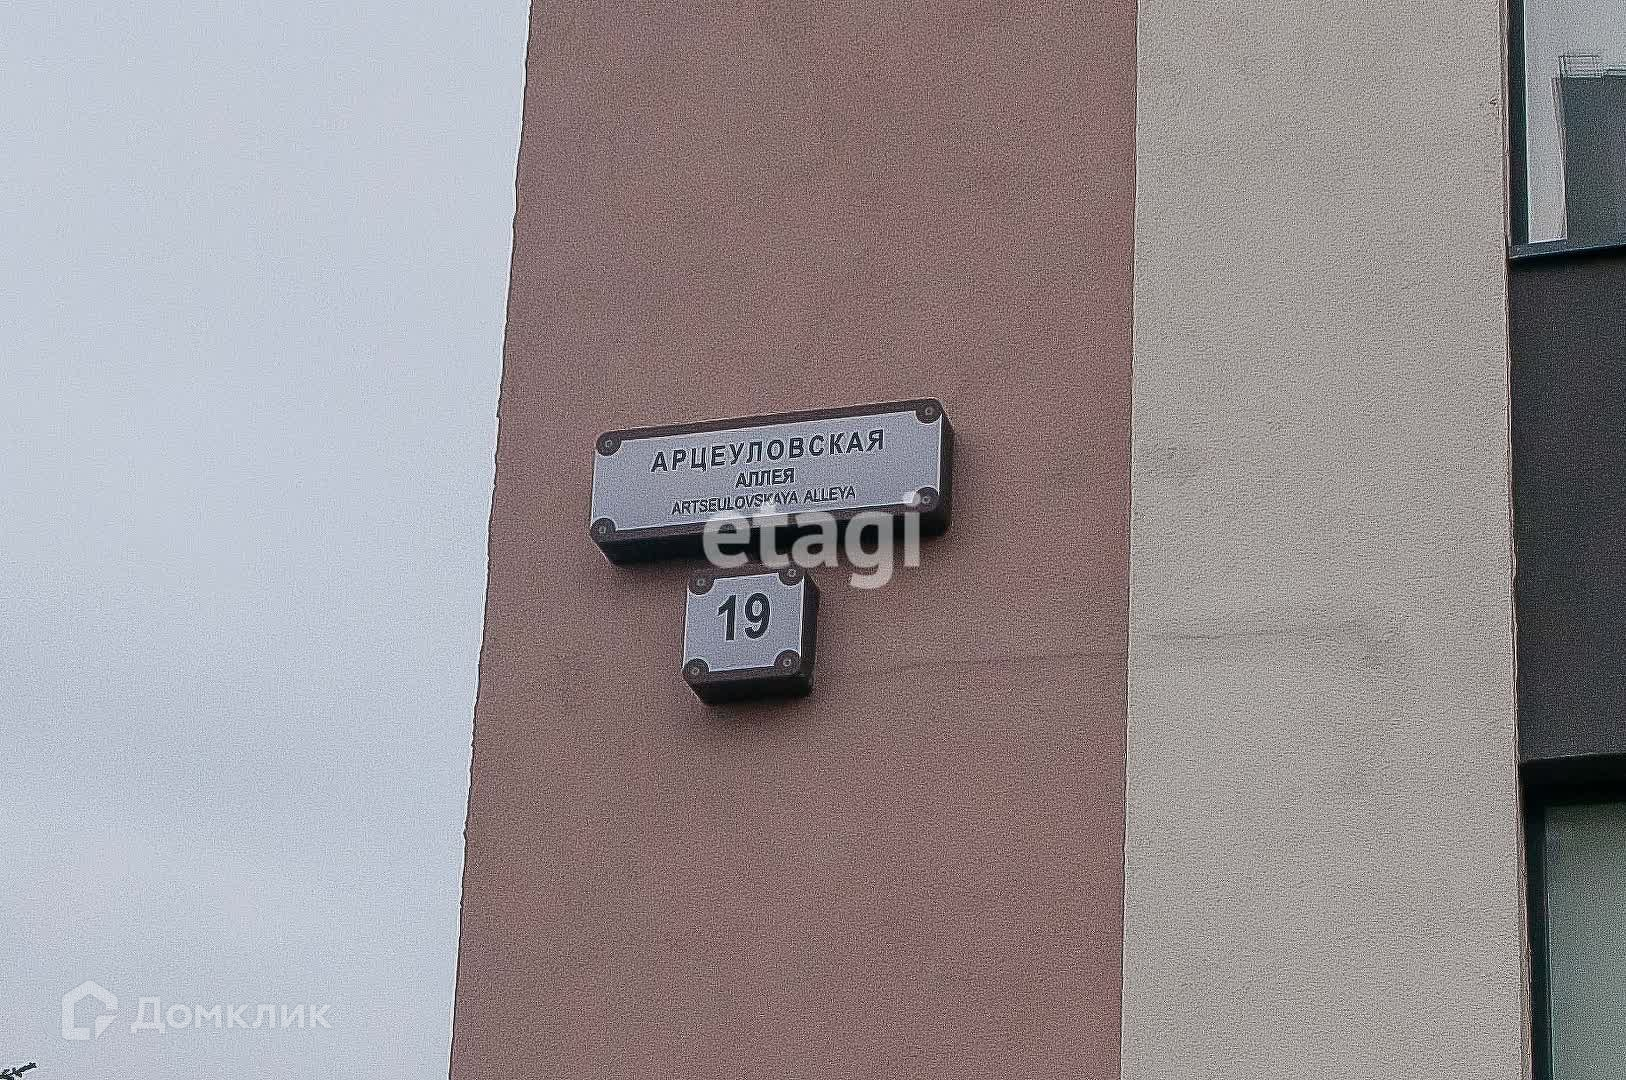 АРЦЕУЛОВСКАЯ
АЛЛЕЯ
ARTSEULOVSKAYA ALLEYA
etagi
19
Домклик